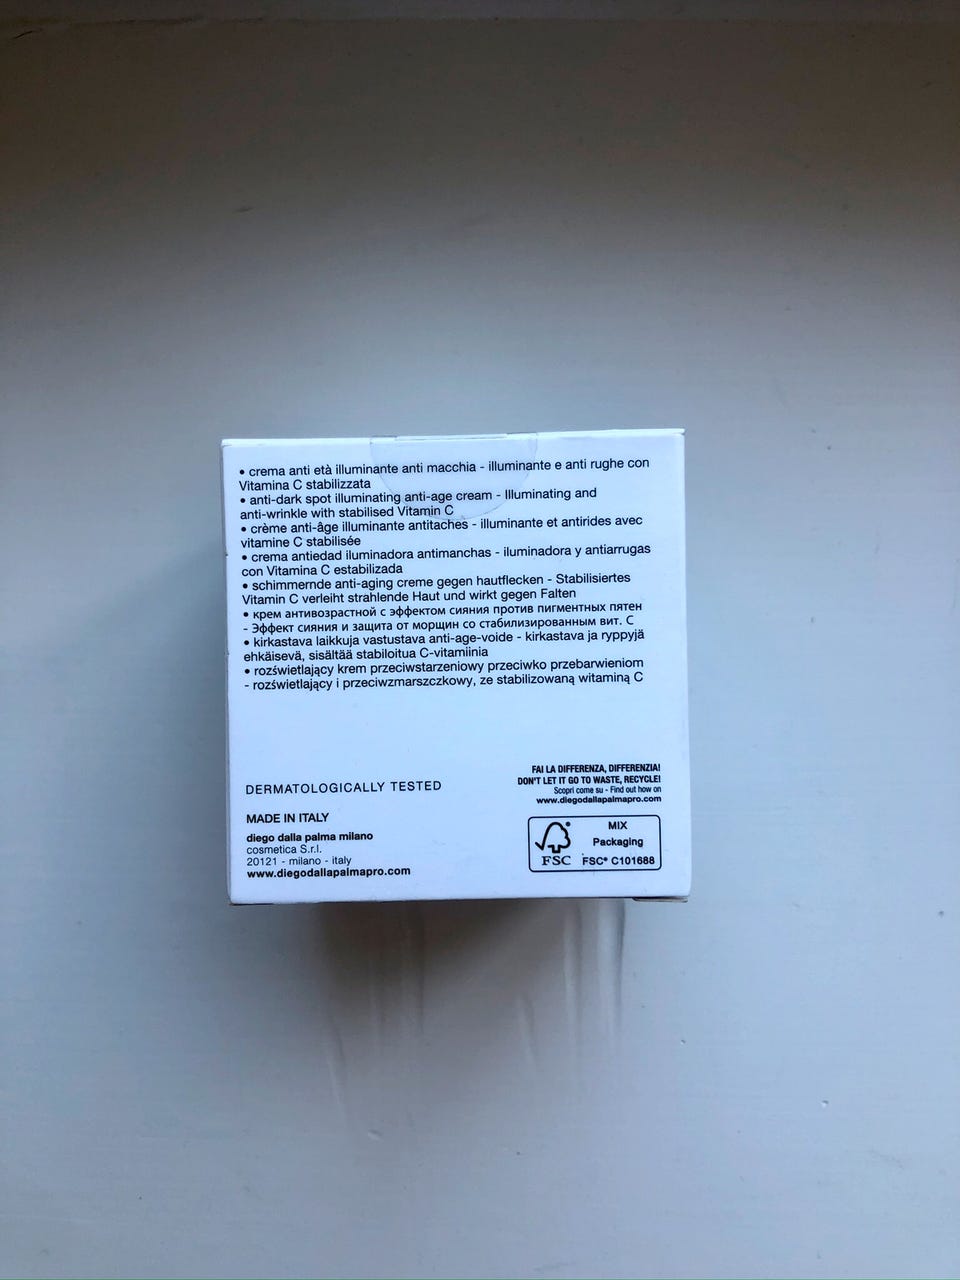 • crema anti età illuminante anti macchia - illuminante e anti rughe con
Vitamina C stabilizzata
• anti-dark spot illuminating anti-age cream - Illuminating and
anti-wrinkle with stabilised Vitamin C
• crème anti-âge illuminante antitaches - illuminante et antirides avec
vitamine C stabilisée
• crema antiedad iluminadora antimanchas - iluminadora y antiarrugas
con Vitamina C estabilizada
• schimmernde anti-aging creme gegen hautflecken - Stabilisiertes
Vitamin C verleiht strahlende Haut und wirkt gegen Falten
• крем антивозрастной с эффектом сияния против пигментных пятен
- Эффект сияния и защита от морщин со стабилизированным вит. С
• kirkastava laikkuja vastustava anti-age-voide - kirkastava ja ryppyjä
ehkäisevä, sisältää stabiloitua C-vitamiinia
• rozświetlający krem przeciwstarzeniowy przeciwko przebarwieniom
- rozświetlający i przeciwzmarszczkowy, ze stabilizowaną witaminą C
DERMATOLOGICALLY TESTED
MADE IN ITALY
diego dalla palma milano
cosmetica S.r.l.
20121 - milano - italy
www.diegodallapalmapro.com
FAI LA DIFFERENZA, DIFFERENZIA!
DON'T LET IT GO TO WASTE, RECYCLE!
Scopri come su - Find out how on
www.diegodallapalmapro.com
FSC
MIX
Packaging
FSC® C101688